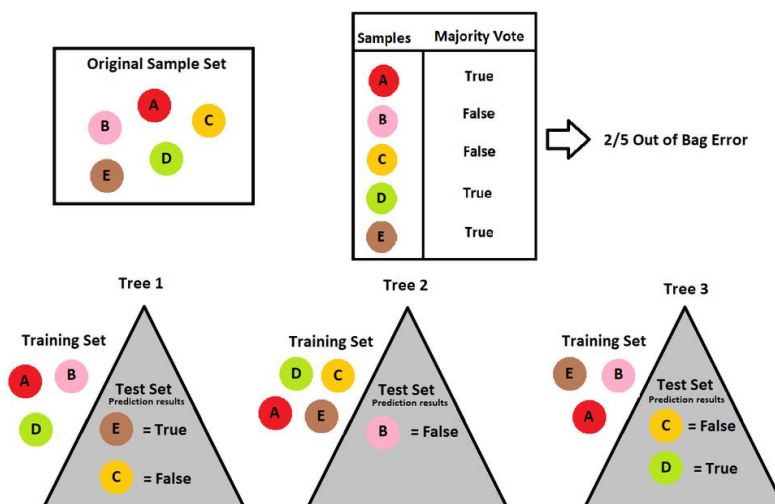 Original Sample Set
A
B
C
D
E
Samples Majority Vote
A True
B False
C False
D True
E True
2/5 Out of Bag Error
Tree 1
Training Set
A
B
D
Test Set
Prediction results
E = True
C = False
Tree 2
Training Set
D
C
A
E
Test Set
Prediction results
B = False
Tree 3
Training Set
E
B
A
Test Set
Prediction results
C = False
D = True